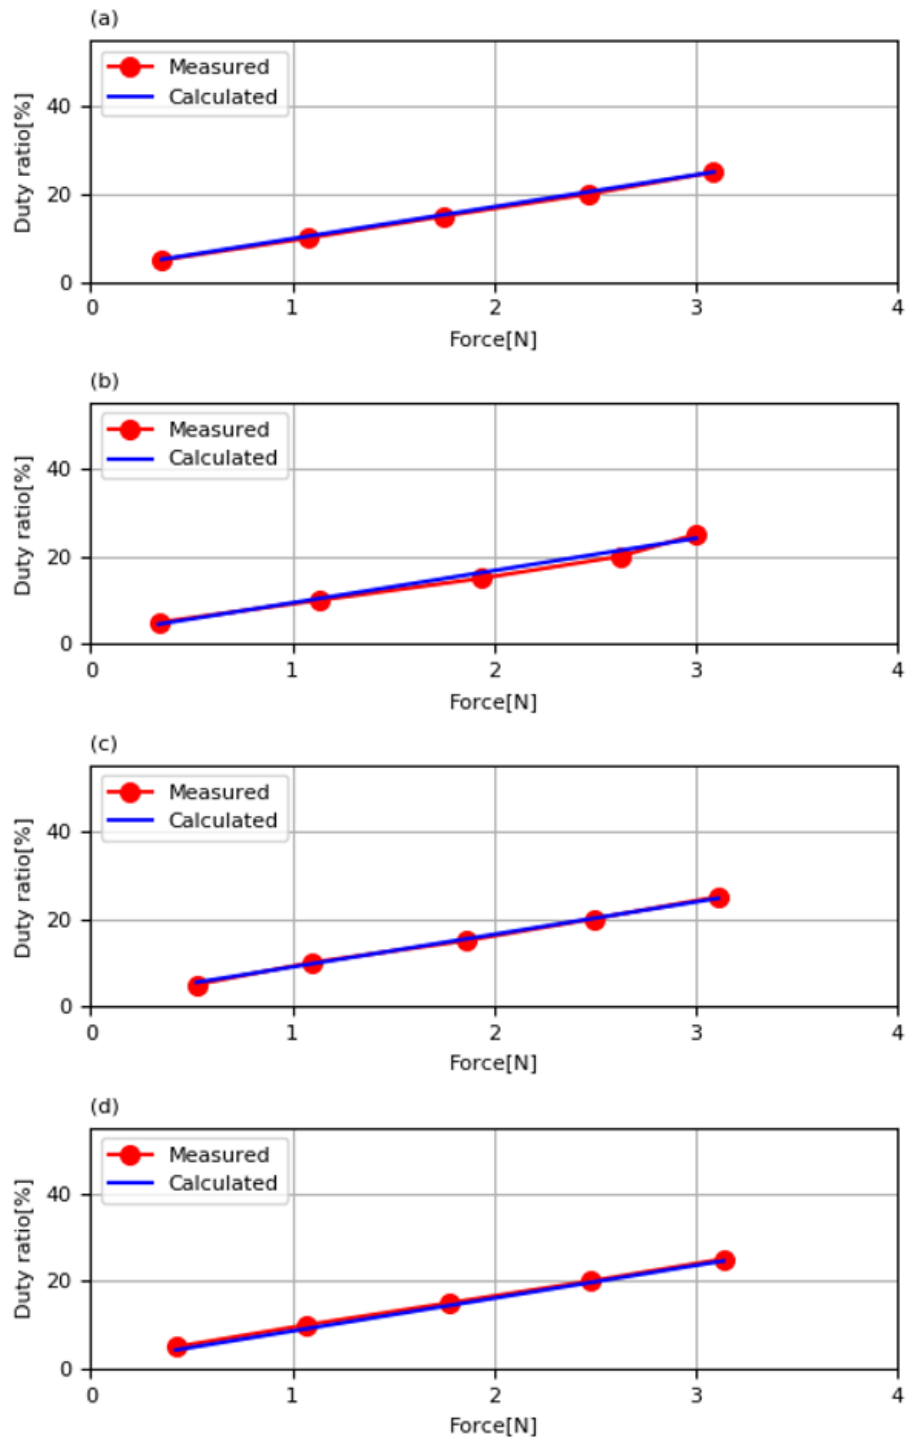 (a)
Measured
Calculated
Duty ratio[%]
40
20
0
0 1 2 3 4
Force[N]
(b)
Measured
Calculated
Duty ratio[%]
40
20
0
0 1 2 3 4
Force[N]
(c)
Measured
Calculated
Duty ratio[%]
40
20
0
0 1 2 3 4
Force[N]
(d)
Measured
Calculated
Duty ratio[%]
40
20
0
0 1 2 3 4
Force[N]